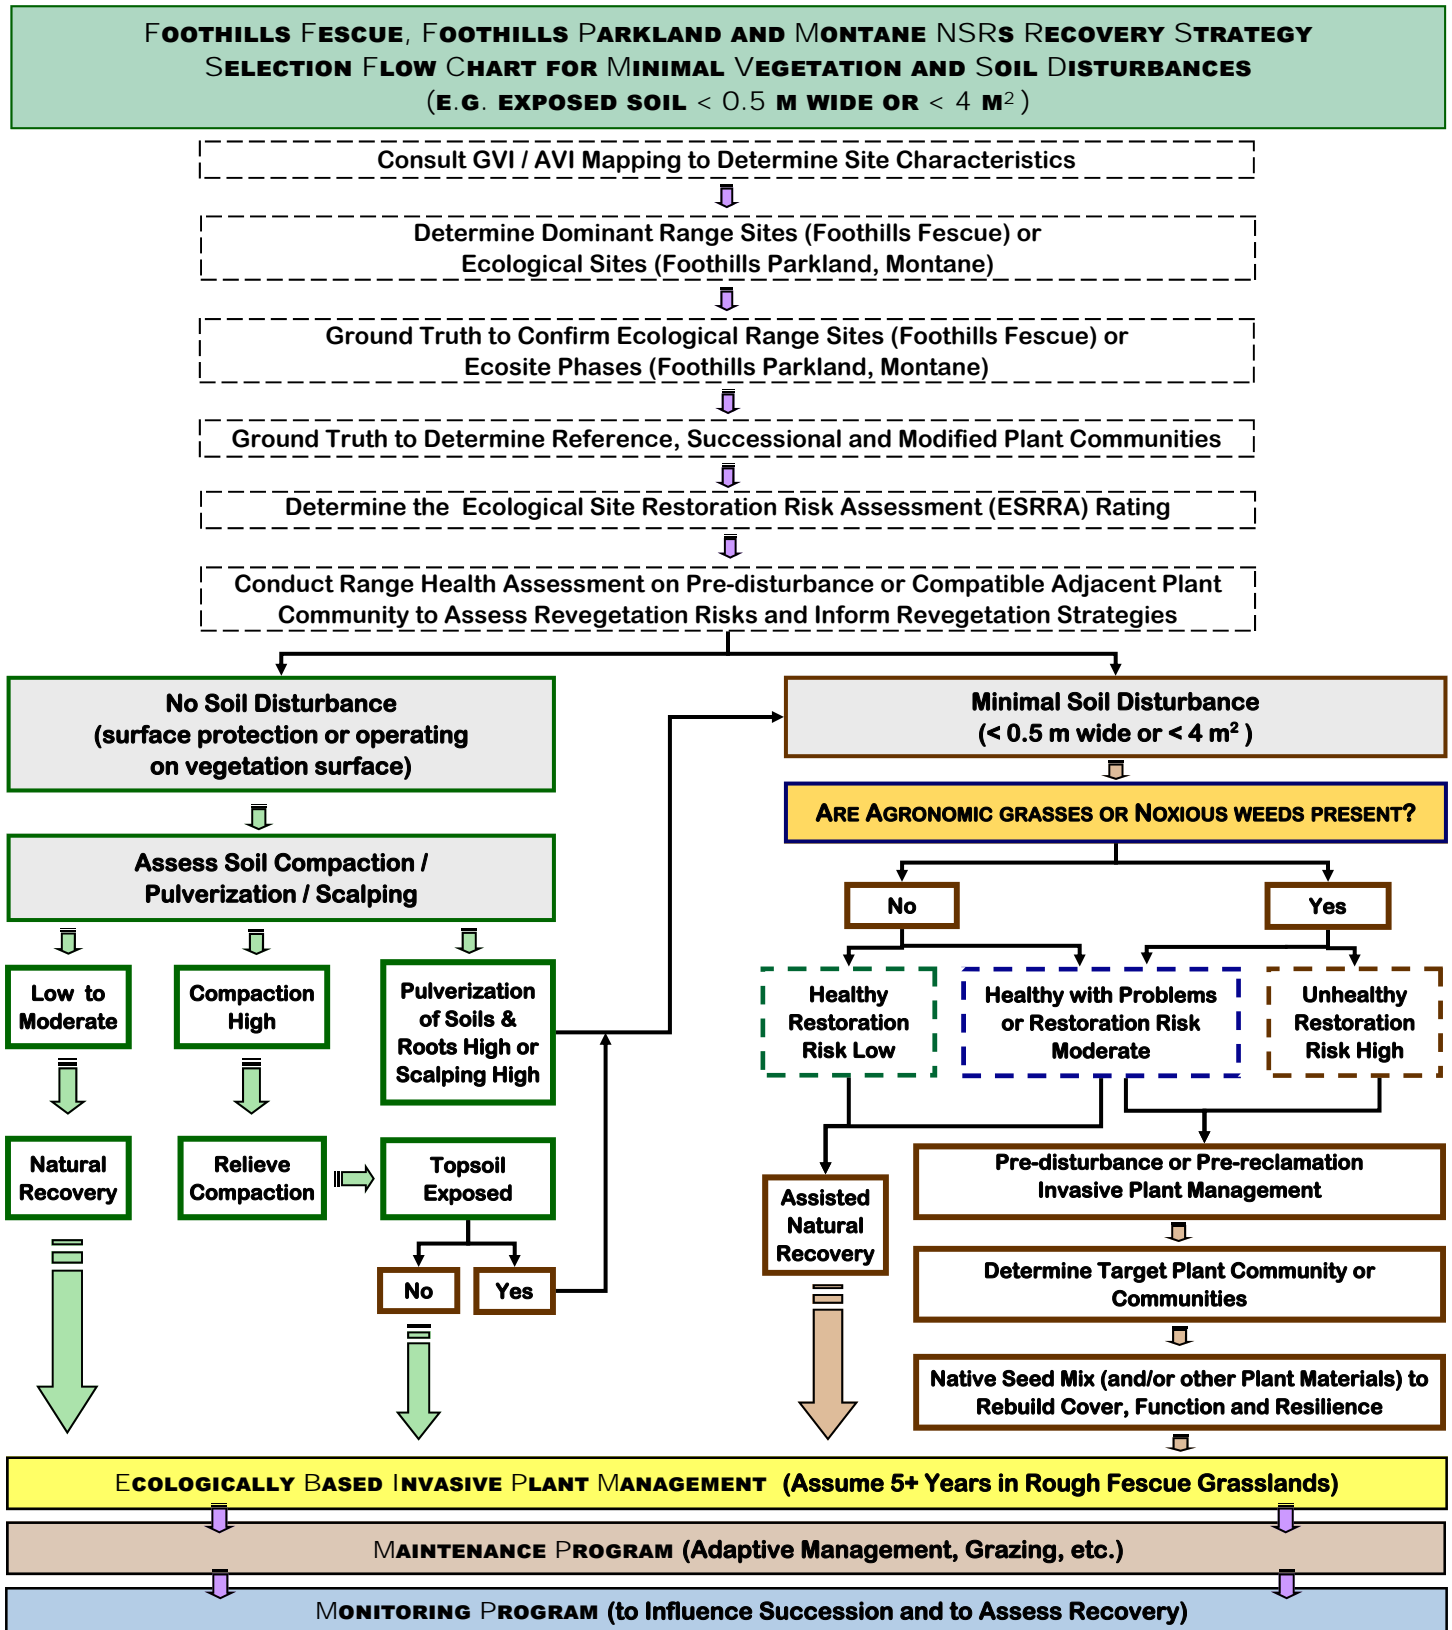 FOOTHILLS FESCUE, FOOTHILLS PARKLAND AND MONTANE NSRS RECOVERY STRATEGY
SELECTION FLOW CHART FOR MINIMAL VEGETATION AND SOIL DISTURBANCES
(E.G. EXPOSED SOIL < 0.5 M WIDE OR < 4 M²)
Consult GVI / AVI Mapping to Determine Site Characteristics
Determine Dominant Range Sites (Foothills Fescue) or
Ecological Sites (Foothills Parkland, Montane)
Ground Truth to Confirm Ecological Range Sites (Foothills Fescue) or
Ecosite Phases (Foothills Parkland, Montane)
Ground Truth to Determine Reference, Successional and Modified Plant Communities
Determine the Ecological Site Restoration Risk Assessment (ESRRA) Rating
Conduct Range Health Assessment on Pre-disturbance or Compatible Adjacent Plant
Community to Assess Revegetation Risks and Inform Revegetation Strategies
No Soil Disturbance
(surface protection or operating
on vegetation surface)
Minimal Soil Disturbance
(< 0.5 m wide or < 4 m² )
ARE AGRONOMIC GRASSES OR NOXIOUS WEEDS PRESENT?
Assess Soil Compaction /
Pulverization / Scalping
No
Yes
Low to
Moderate
Compaction
High
Pulverization
of Soils &
Roots High or
Scalping High
Healthy
Restoration
Risk Low
Healthy with Problems
or Restoration Risk
Moderate
Unhealthy
Restoration
Risk High
Natural
Recovery
Relieve
Compaction
Topsoil
Exposed
No
Yes
Assisted
Natural
Recovery
Pre-disturbance or Pre-reclamation
Invasive Plant Management
Determine Target Plant Community or
Communities
Native Seed Mix (and/or other Plant Materials) to
Rebuild Cover, Function and Resilience
ECOLOGICALLY BASED INVASIVE PLANT MANAGEMENT (Assume 5+ Years in Rough Fescue Grasslands)
MAINTENANCE PROGRAM (Adaptive Management, Grazing, etc.)
MONITORING PROGRAM (to Influence Succession and to Assess Recovery)